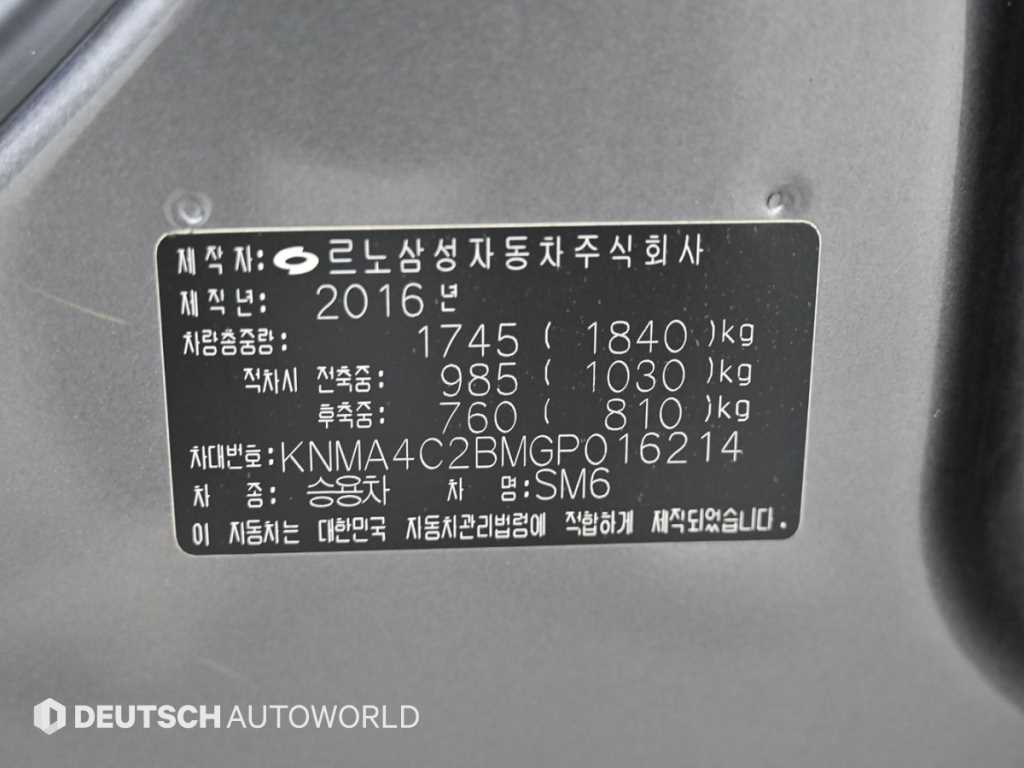 제작자: 르노삼성자동차주식회사
제작년: 2016년
차량총중량: 1745 ( 1840 )kg
적차시 전축중: 985 ( 1030 )kg
후축중: 760 ( 810 )kg
차대번호: KNMA4C2BMGP016214
차 종: 승용차 차 명: SM6
이 자동차는 대한민국 자동차관리법령에 적합하게 제작되었습니다.
DEUTSCH AUTOWORLD